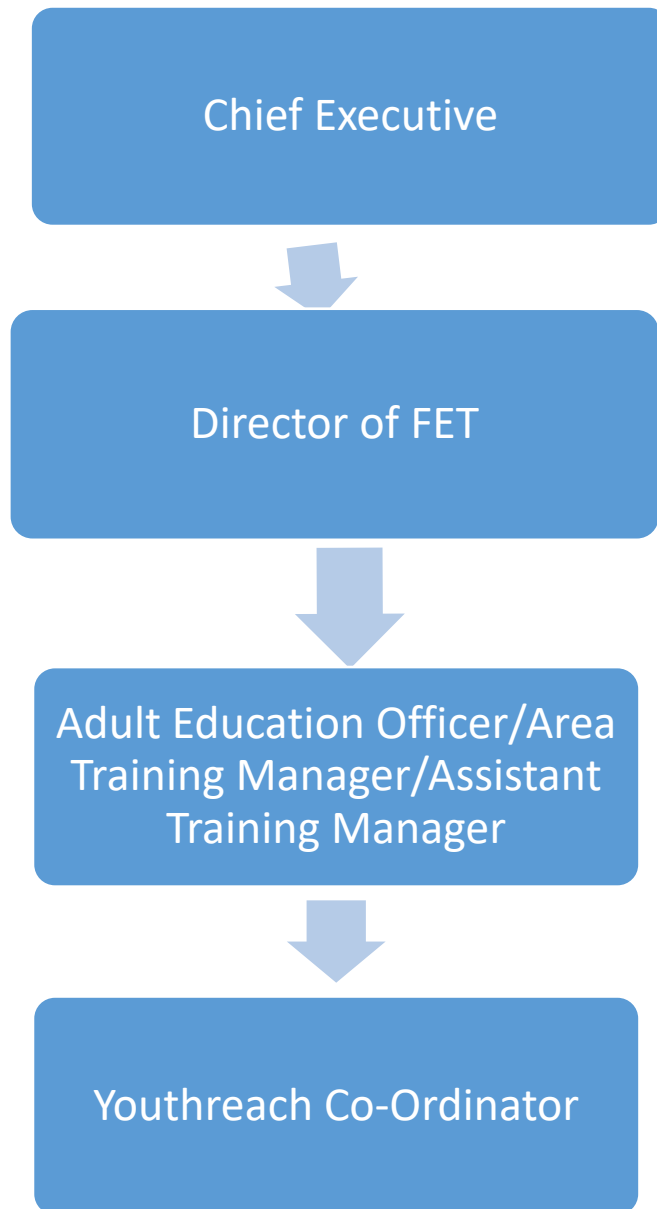 Chief Executive
Director of FET
Adult Education Officer/Area
Training Manager/Assistant
Training Manager
Youthreach Co-Ordinator